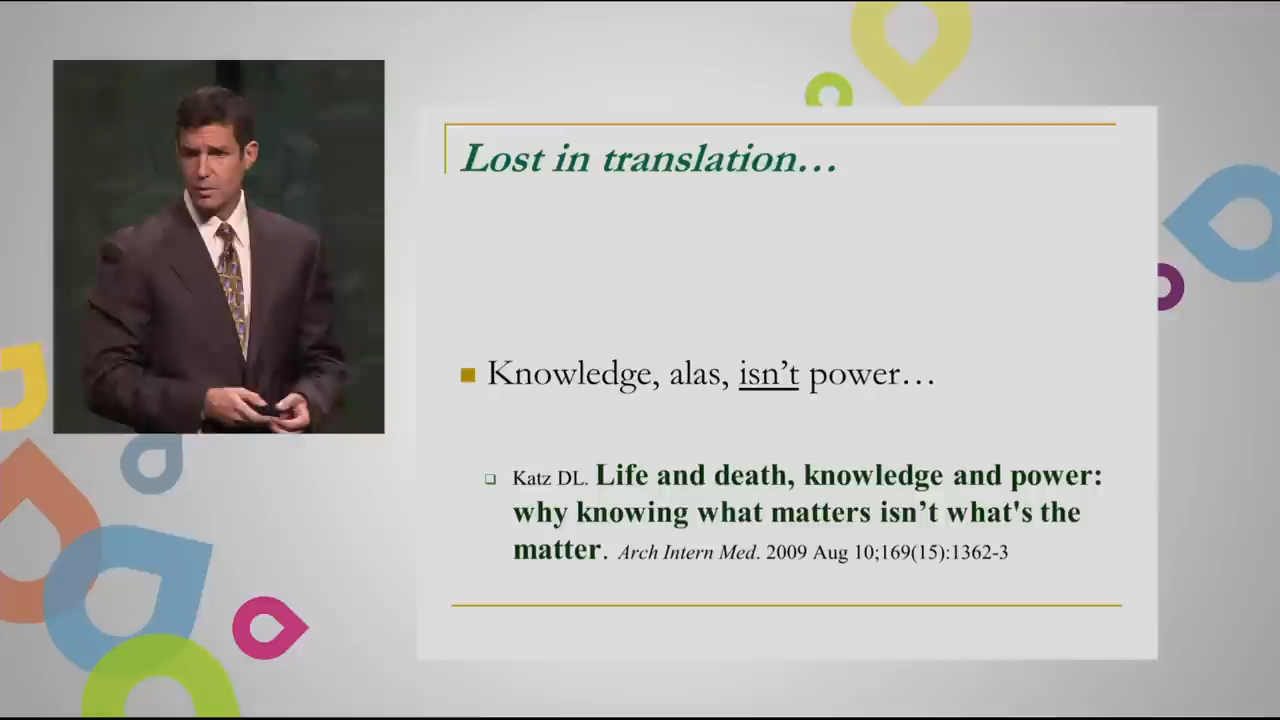 Lost in translation…
Knowledge, alas, isn’t power…
Katz DL. Life and death, knowledge and power:
why knowing what matters isn’t what's the
matter. Arch Intern Med. 2009 Aug 10;169(15):1362-3